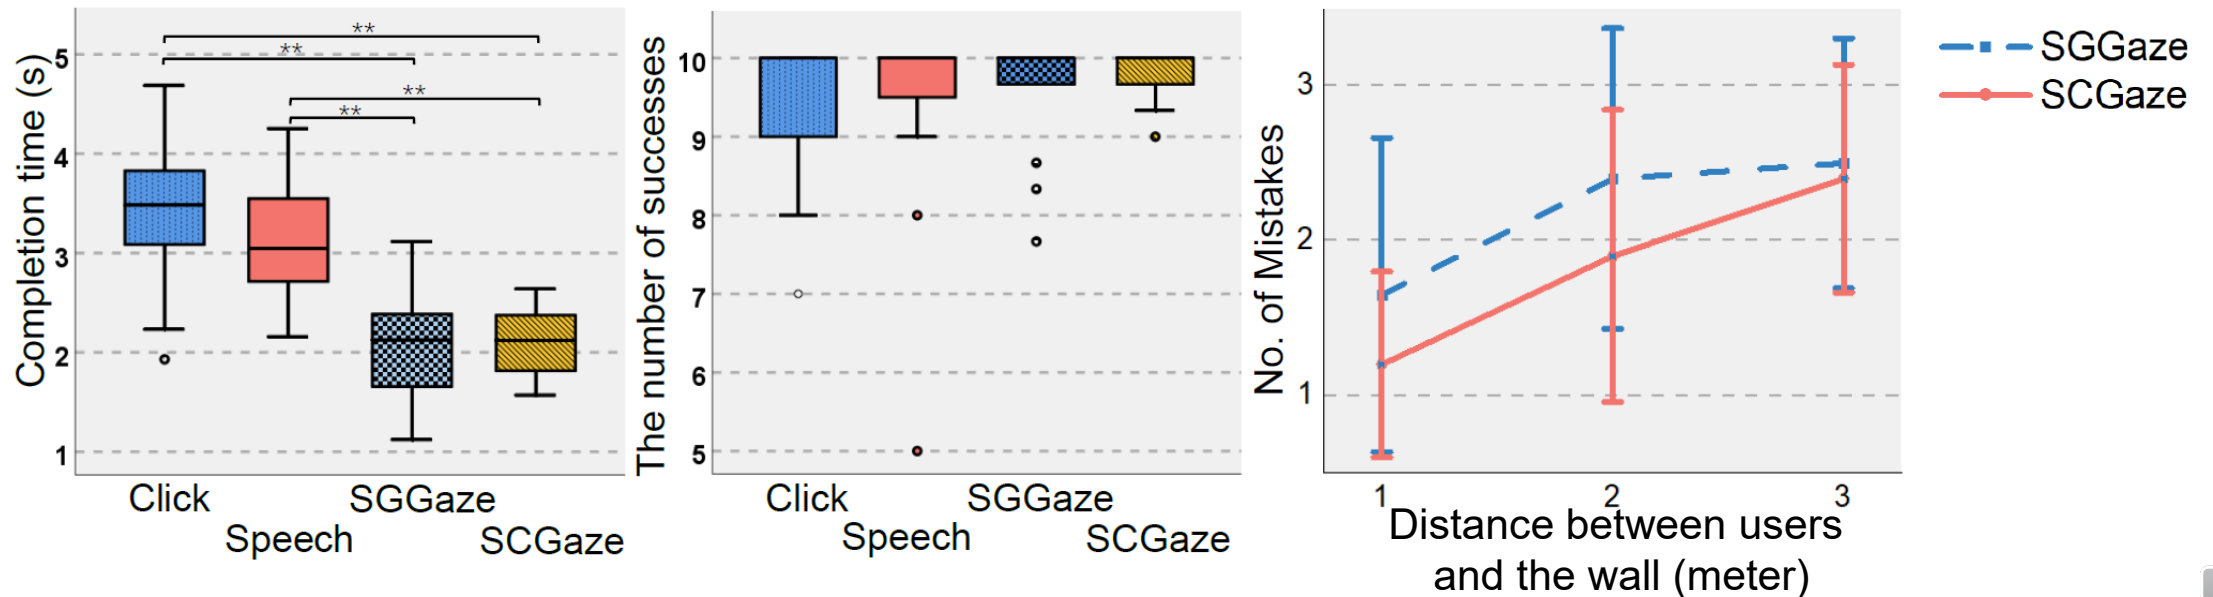 Completion time (s)
5
4
3
2
1
**
**
**
**
Click
Speech
SGGaze
SCGaze
The number of successes
10
9
8
7
6
5
Click
Speech
SGGaze
SCGaze
No. of Mistakes
3
2
1
1 2 3
Distance between users
and the wall (meter)
SGGaze
SCGaze